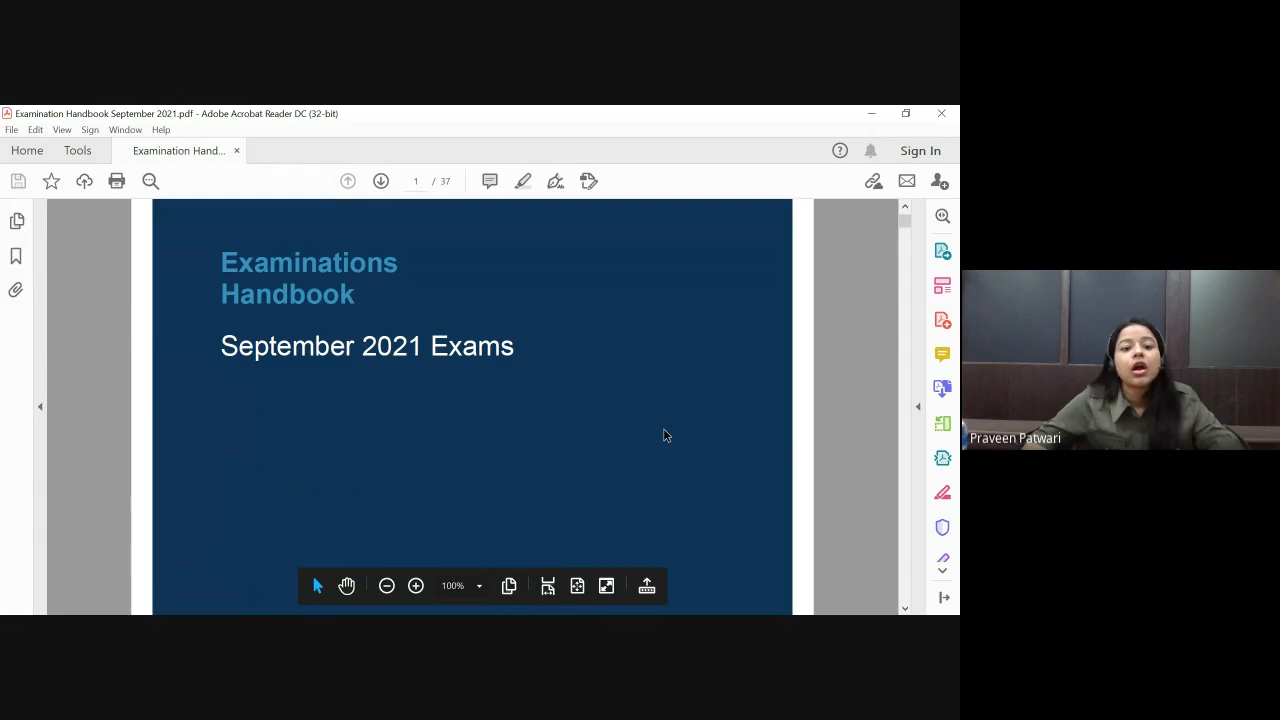 Examination Handbook September 2021.pdf - Adobe Acrobat Reader DC (32-bit)
File Edit View Sign Window Help
Home Tools Examination Hand... × Sign In
1 / 37
Examinations
Handbook
September 2021 Exams
100%
Praveen Patwari